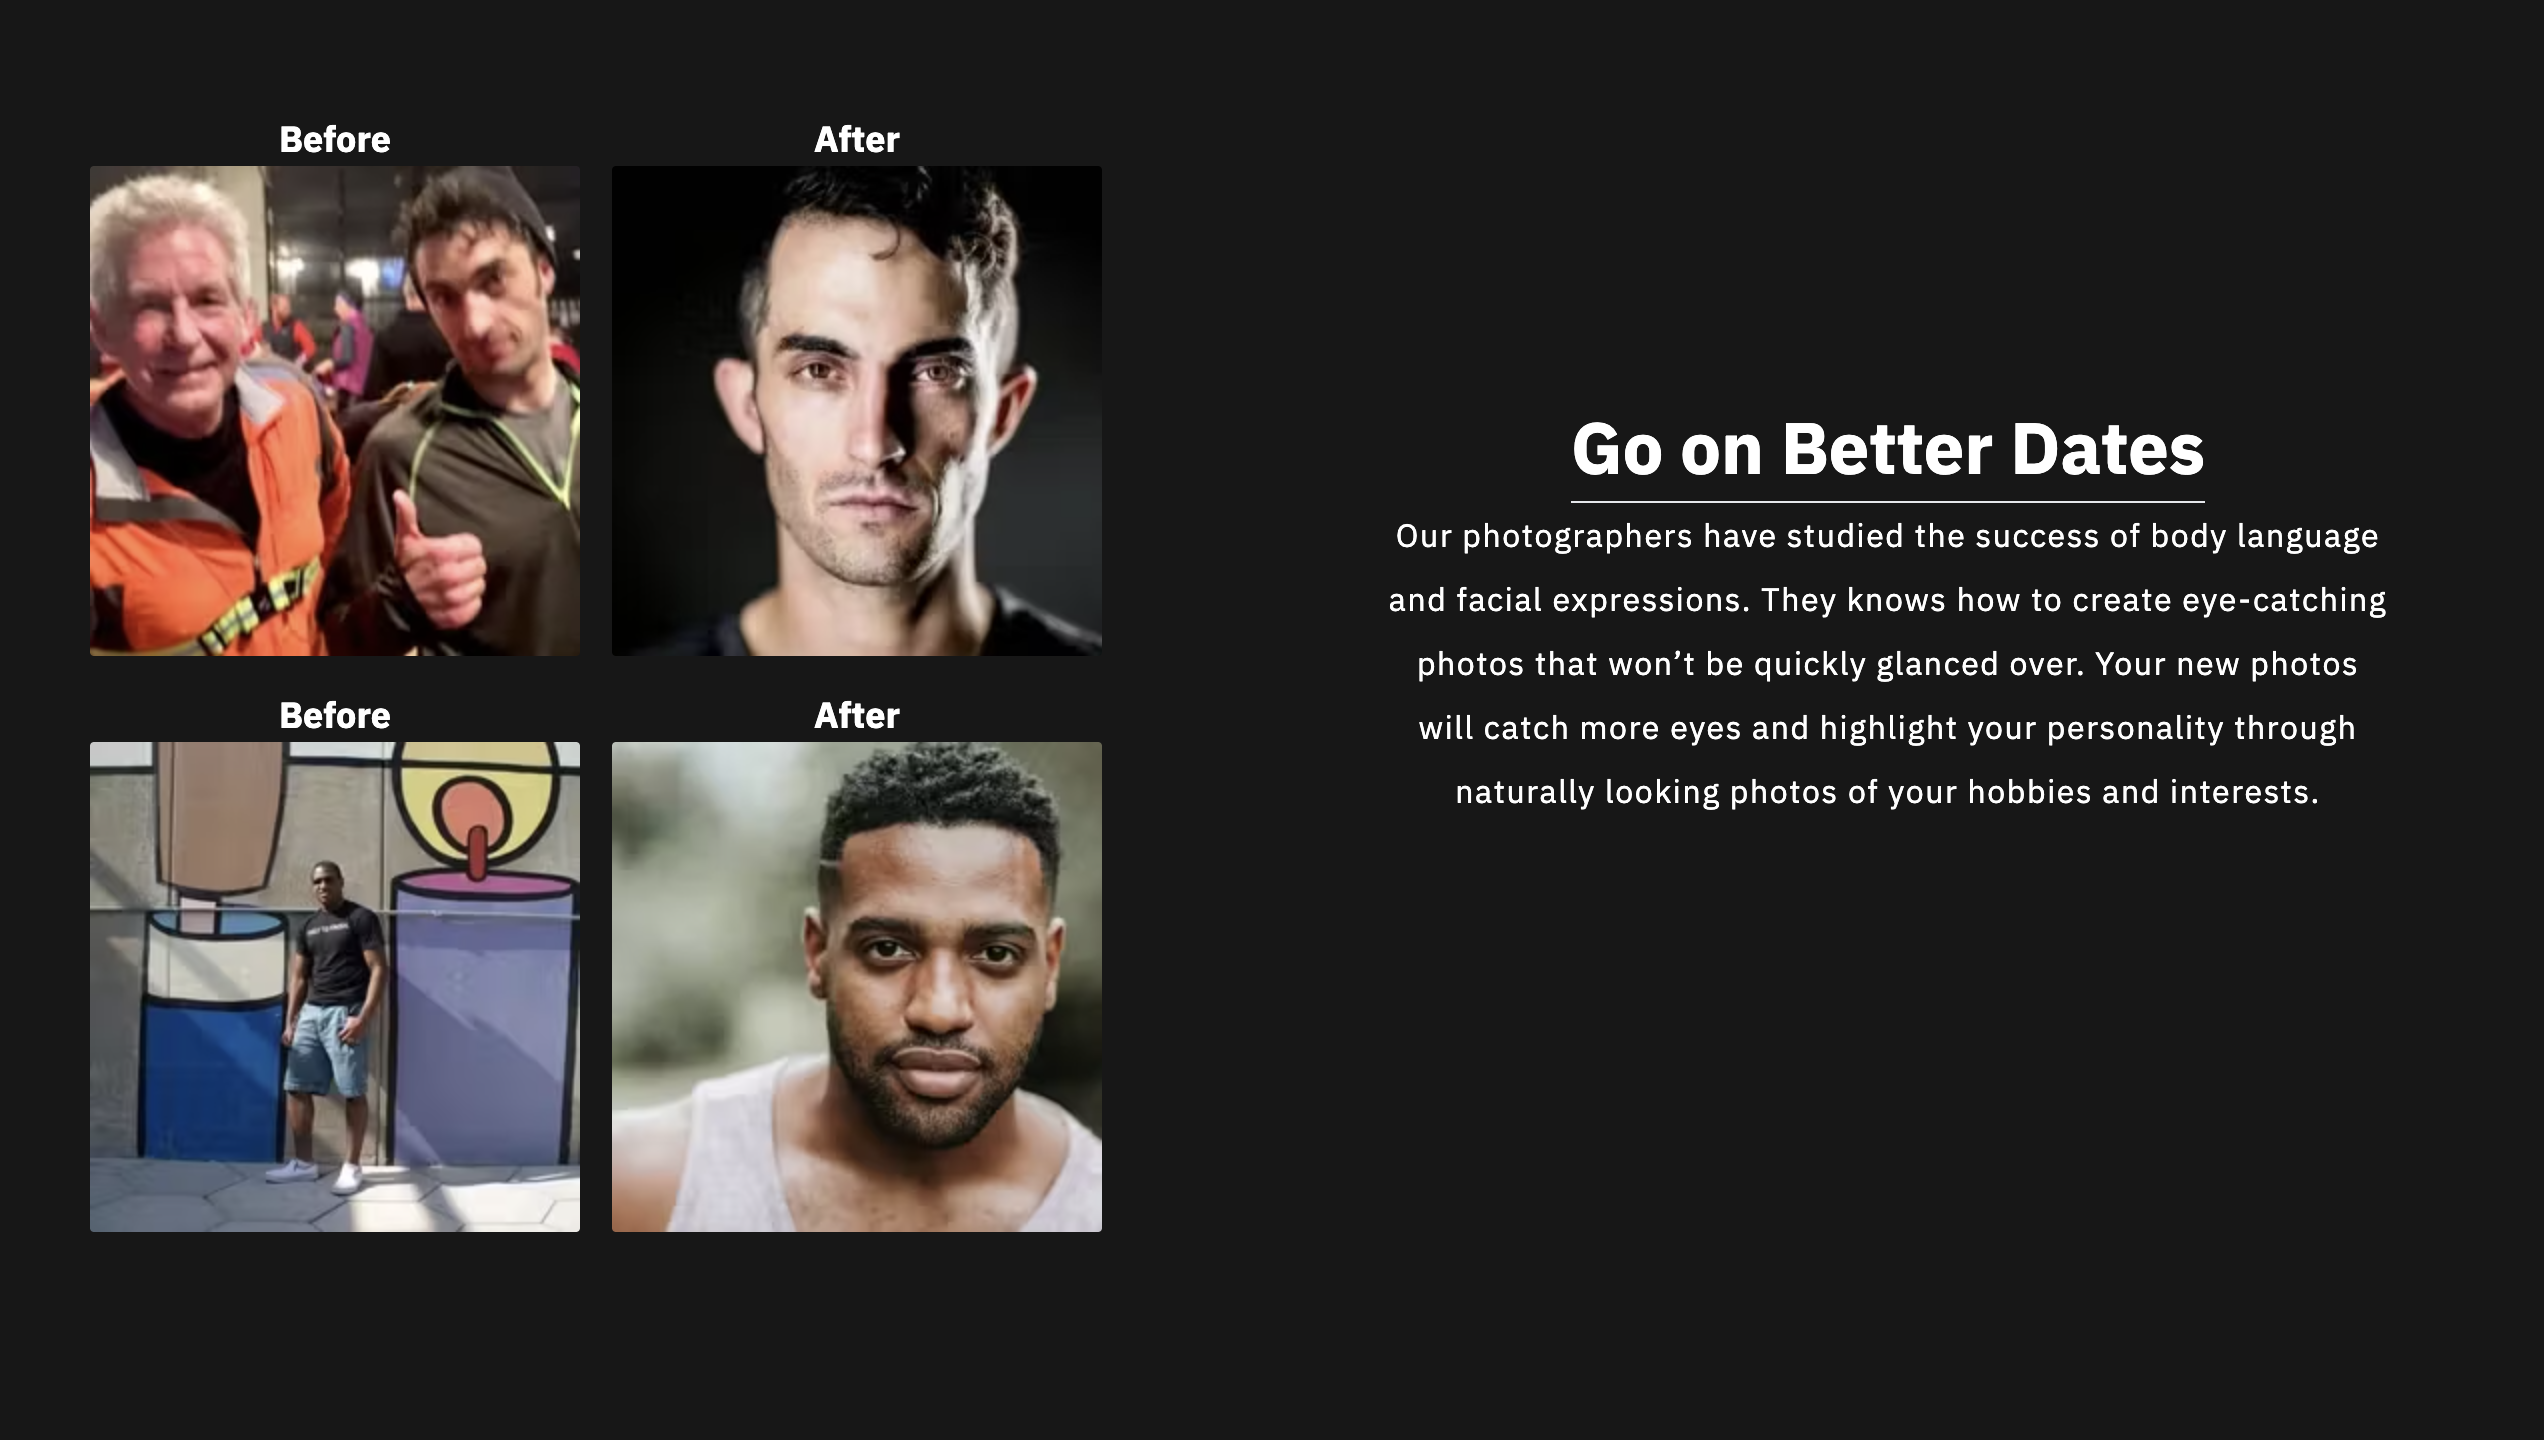 Before
After
Before
After
Go on Better Dates
Our photographers have studied the success of body language
and facial expressions. They knows how to create eye-catching
photos that won’t be quickly glanced over. Your new photos
will catch more eyes and highlight your personality through
naturally looking photos of your hobbies and interests.